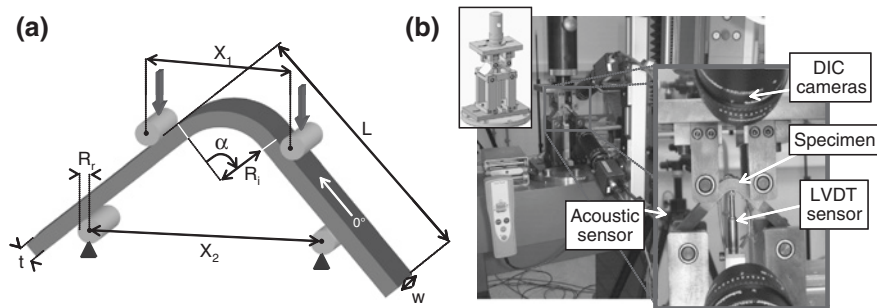 (a)
X1
L
α
Rr
Ri
0°
X2
t
w
(b)
DIC
cameras
Specimen
LVDT
sensor
Acoustic
sensor